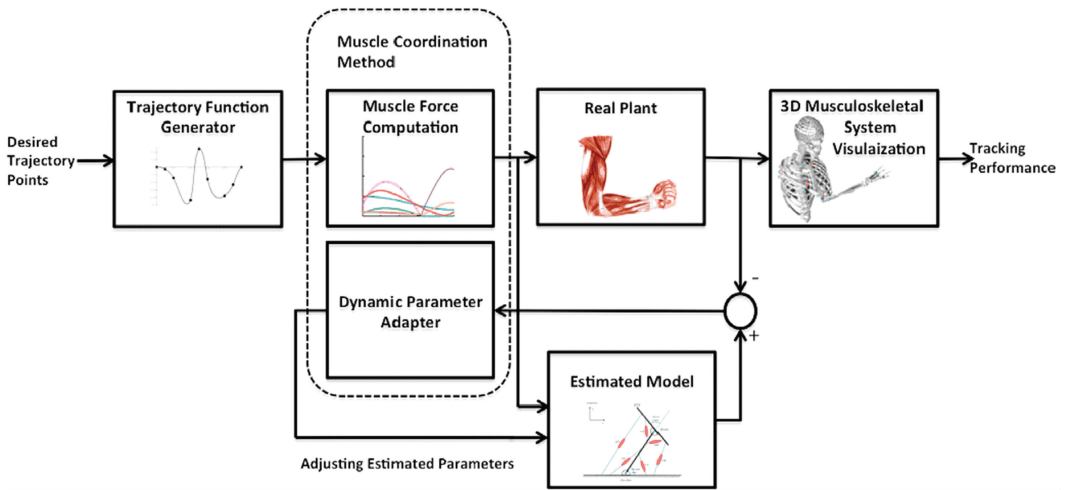 Muscle Coordination
Method
Desired
Trajectory
Points
Trajectory Function
Generator
Muscle Force
Computation
Real Plant
3D Musculoskeletal
System
Visulaization
Tracking
Performance
Dynamic Parameter
Adapter
-
+
Estimated Model
Adjusting Estimated Parameters